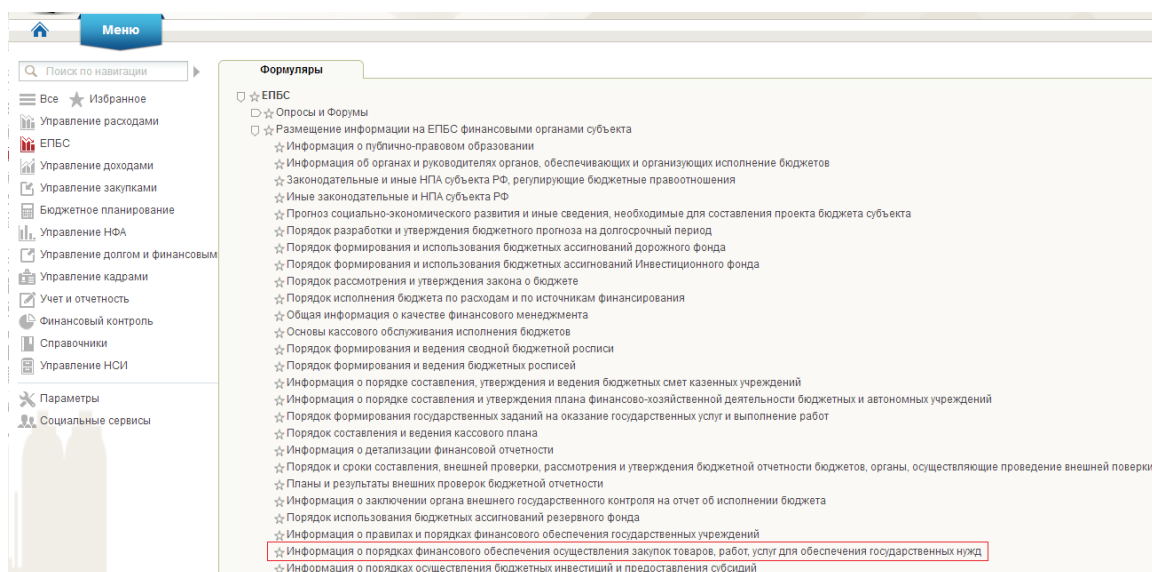 Меню
Поиск по навигации
Все Избранное
Управление расходами
ЕПБС
Управление доходами
Управление закупками
Бюджетное планирование
Управление НФА
Управление долгом и финансовым
Управление кадрами
Учет и отчетность
Финансовый контроль
Справочники
Управление НСИ
Параметры
Социальные сервисы
Формуляры
ЕПБС
Опросы и Форумы
Размещение информации на ЕПБС финансовыми органами субъекта
Информация о публично-правовом образовании
Информация об органах и руководителях органов, обеспечивающих и организующих исполнение бюджетов
Законодательные и иные НПА субъекта РФ, регулирующие бюджетные правоотношения
Иные законодательные и НПА субъекта РФ
Прогноз социально-экономического развития и иные сведения, необходимые для составления проекта бюджета субъекта
Порядок разработки и утверждения бюджетного прогноза на долгосрочный период
Порядок формирования и использования бюджетных ассигнований дорожного фонда
Порядок формирования и использования бюджетных ассигнований Инвестиционного фонда
Порядок рассмотрения и утверждения закона о бюджете
Порядок исполнения бюджета по расходам и по источникам финансирования
Общая информация о качестве финансового менеджмента
Основы кассового обслуживания исполнения бюджетов
Порядок формирования и ведения сводной бюджетной росписи
Порядок формирования и ведения бюджетных росписей
Информация о порядке составления, утверждения и ведения бюджетных смет казенных учреждений
Информация о порядке составления и утверждения плана финансово-хозяйственной деятельности бюджетных и автономных учреждений
Порядок формирования государственных заданий на оказание государственных услуг и выполнение работ
Порядок составления и ведения кассового плана
Информация о детализации финансовой отчетности
Порядок и сроки составления, внешней проверки, рассмотрения и утверждения бюджетной отчетности бюджетов, органы, осуществляющие проведение внешней поверки
Планы и результаты внешних проверок бюджетной отчетности
Информация о заключении органа внешнего государственного контроля на отчет об исполнении бюджета
Порядок использования бюджетных ассигнований резервного фонда
Информация о правилах и порядках финансового обеспечения государственных учреждений
Информация о порядках финансового обеспечения осуществления закупок товаров, работ, услуг для обеспечения государственных нужд
Информация о порядках осуществления бюджетных инвестиций и предоставления субсидий